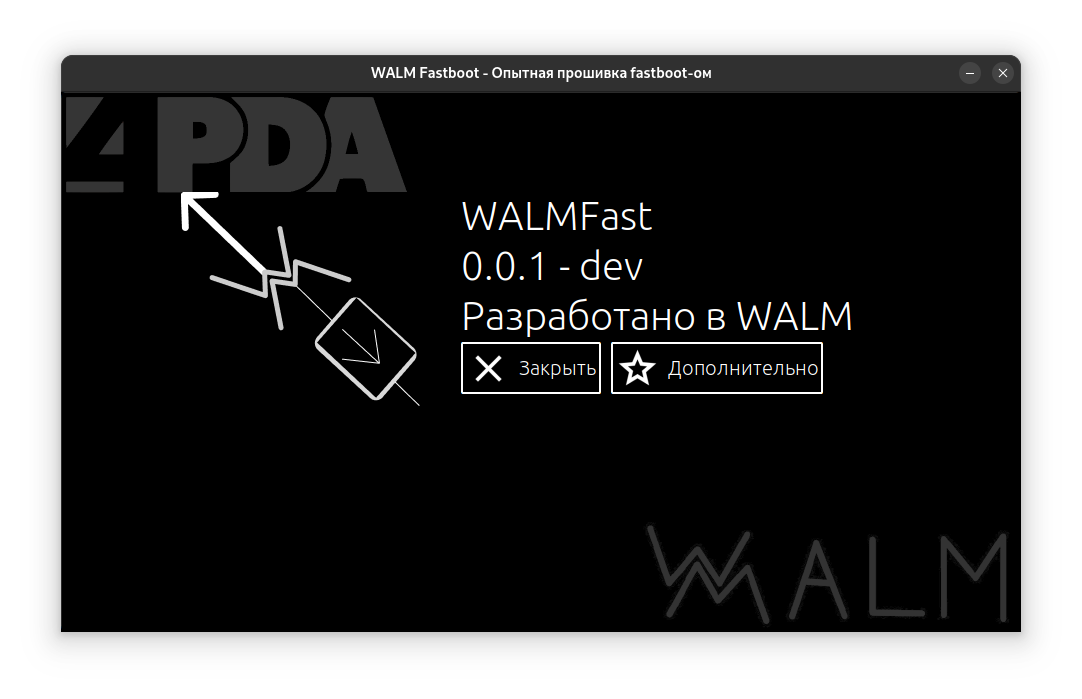 WALM Fastboot - Опытная прошивка fastboot-ом
4PDA
WALMFast
0.0.1 - dev
Разработано в WALM
Закрыть
Дополнительно
WALM